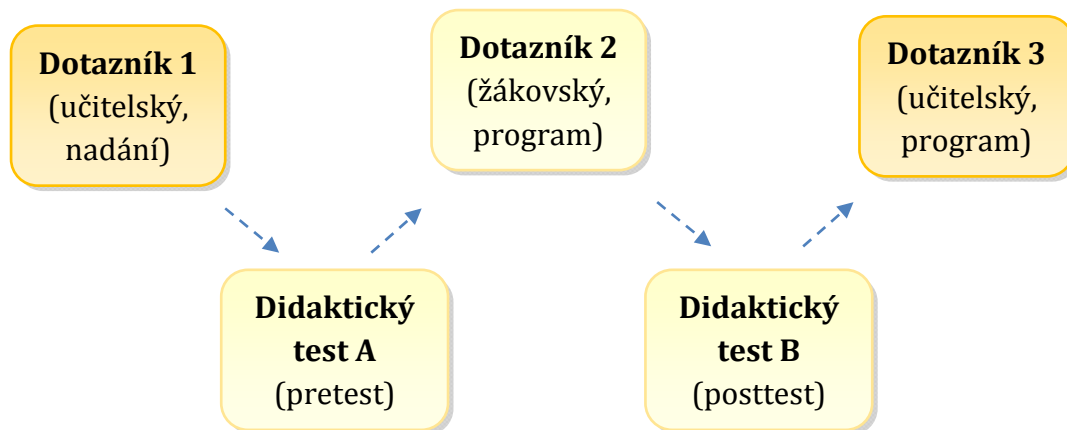 Dotazník 1
(učitelský,
nadání)
Dotazník 2
(žákovský,
program)
Dotazník 3
(učitelský,
program)
Didaktický
test A
(pretest)
Didaktický
test B
(posttest)